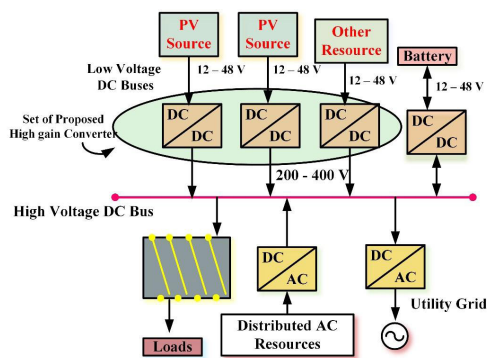 PV
Source
PV
Source
Other
Resource
Battery
Low Voltage
DC Buses
12 – 48 V
12 – 48 V
12 – 48 V
12 – 48 V
Set of Proposed
High gain Converter
DC
DC
DC
DC
DC
DC
DC
DC
200 - 400 V
High Voltage DC Bus
DC
AC
DC
AC
Utility Grid
Loads
Distributed AC
Resources